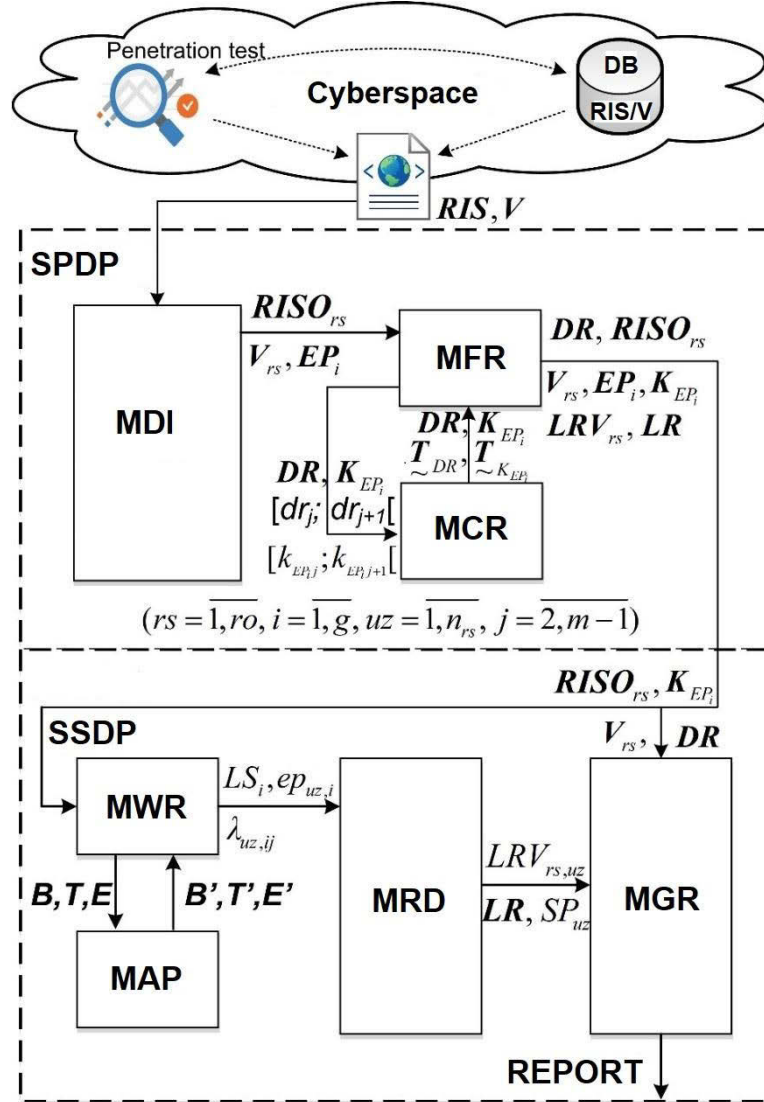 Penetration test
Cyberspace
DB
RIS/V
RIS, V
SPDP
MDI
RISO_rs
V_rs, EP_i
MFR
DR, RISO_rs
V_rs, EP_i, K_EP_i
LRV_rs, LR
DR, K_EP_i
T_DR, T_K_EP_i
DR, K_EP_i
[dr_j; dr_j+1[
[k_EP_i j; k_EP_i j+1[
MCR
(rs = 1, ro, i = 1, g, uz = 1, n_rs, j = 2, m − 1)
RISO_rs, K_EP_i
SSDP
V_rs, DR
MWR
LS_i, ep_uz,i
λ_uz,ij
B,T,E
B’,T’,E’
MAP
MRD
LRV_rs,uz
LR, SP_uz
MGR
REPORT